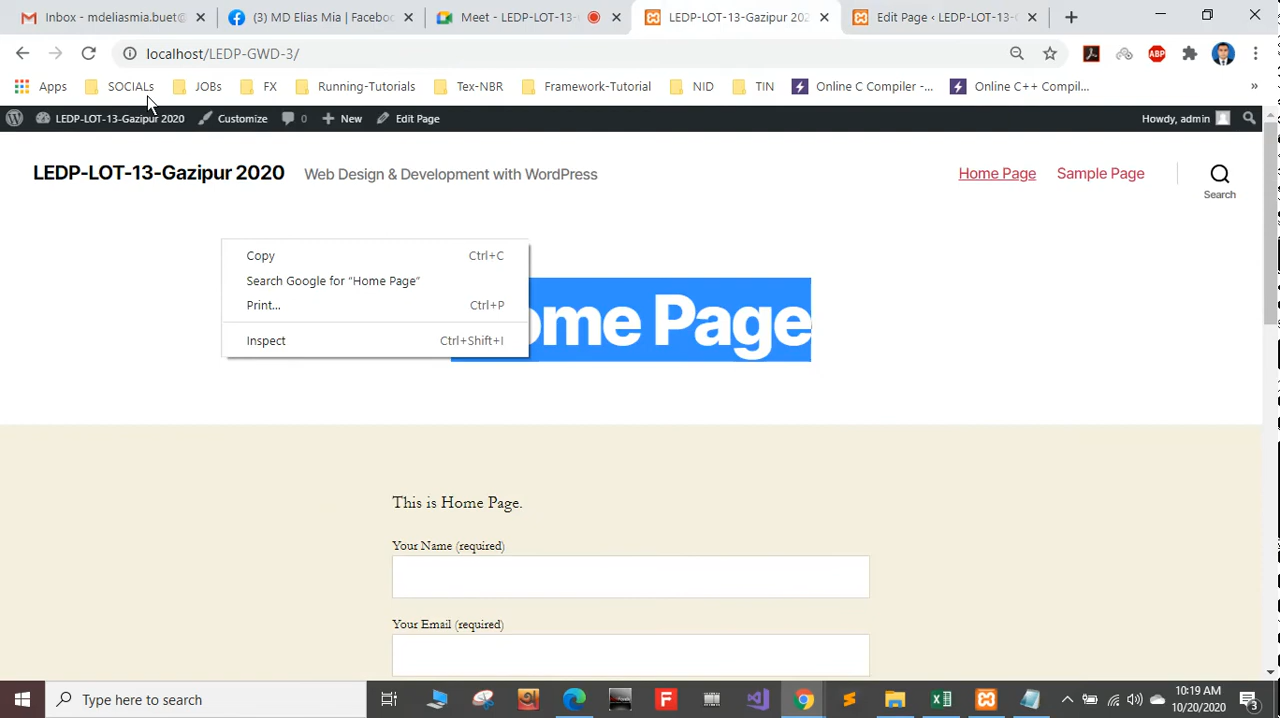 Inbox - mdeliasmia.buet@
(3) MD Elias Mia | Faceboo
Meet - LEDP-LOT-13-
LEDP-LOT-13-Gazipur 202
Edit Page ‹ LEDP-LOT-13-G
localhost/LEDP-GWD-3/
ABP
Apps
SOCIALs
JOBs
FX
Running-Tutorials
Tex-NBR
Framework-Tutorial
NID
TIN
Online C Compiler -...
Online C++ Compil...
»
LEDP-LOT-13-Gazipur 2020
Customize
0
New
Edit Page
Howdy, admin
LEDP-LOT-13-Gazipur 2020
Web Design & Development with WordPress
Home Page
Sample Page
Search
Copy Ctrl+C
Search Google for “Home Page”
Print... Ctrl+P
Inspect Ctrl+Shift+I
ome Page
This is Home Page.
Your Name (required)
Your Email (required)
Type here to search
10:19 AM
10/20/2020
3